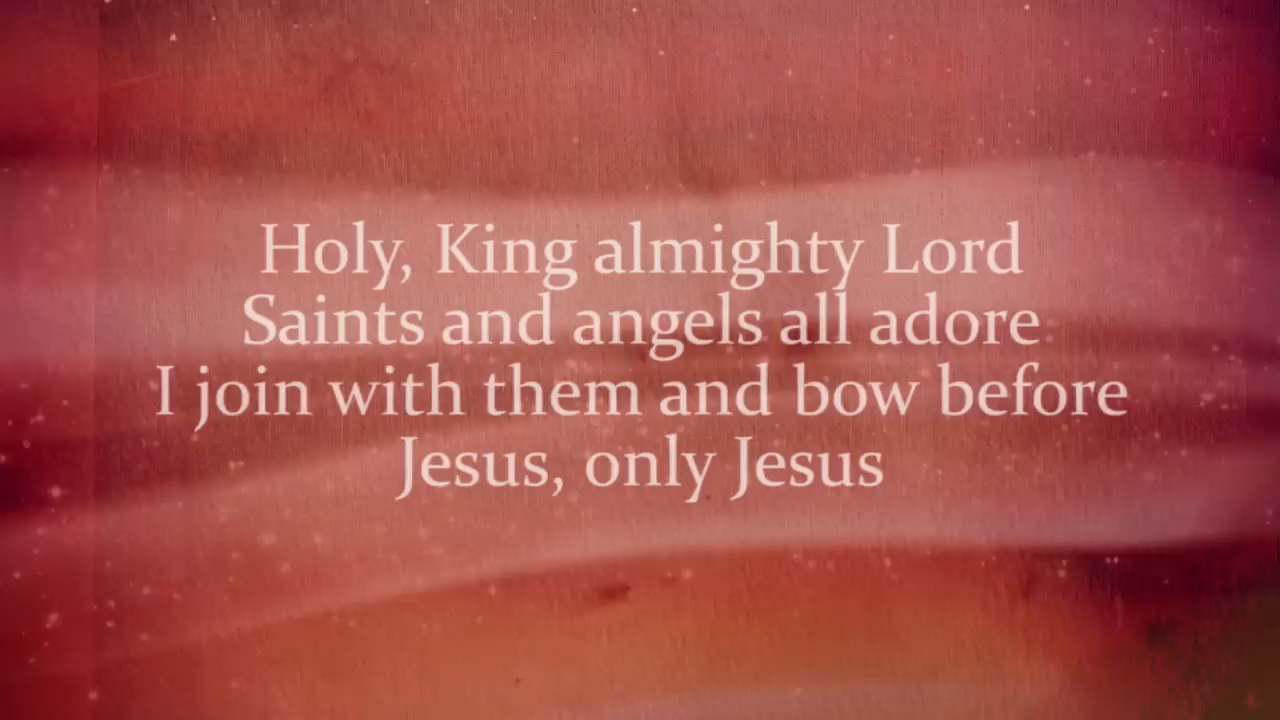 Holy, King almighty Lord
Saints and angels all adore
I join with them and bow before
Jesus, only Jesus